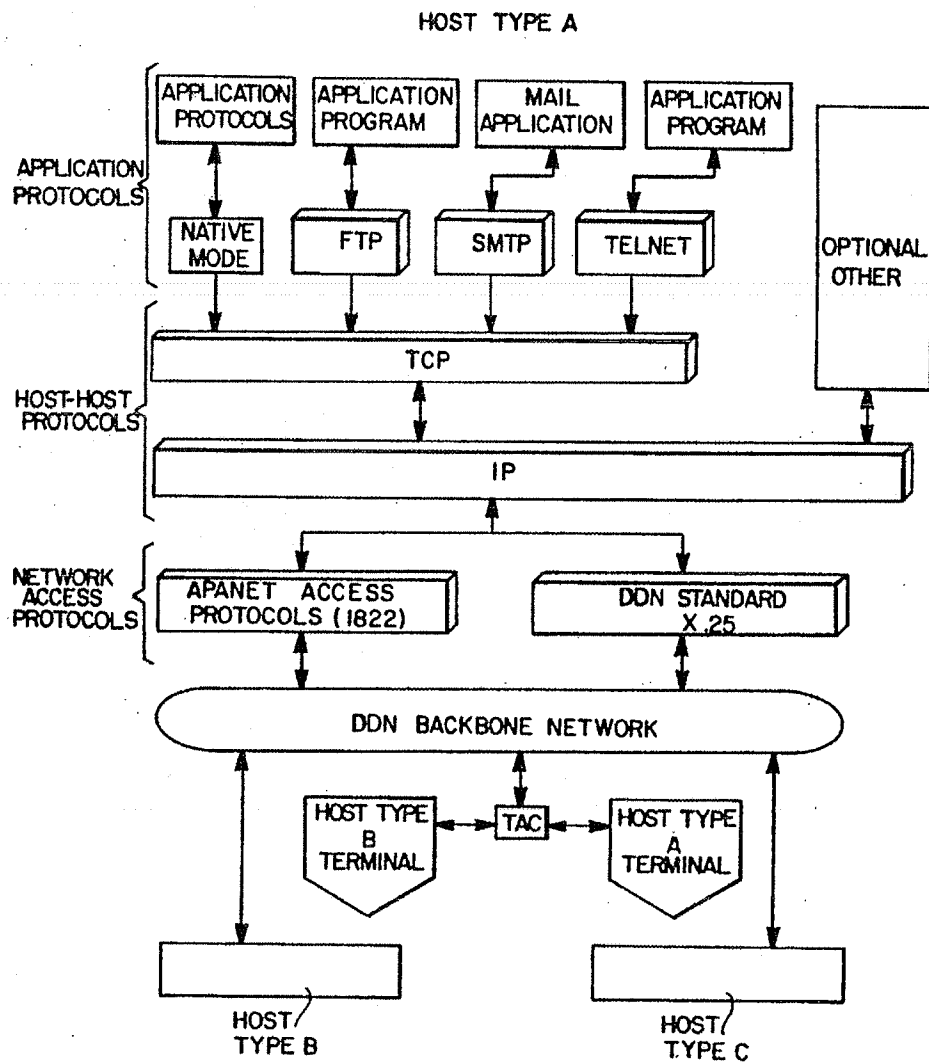 HOST TYPE A
APPLICATION
PROTOCOLS
APPLICATION
PROGRAM
MAIL
APPLICATION
APPLICATION
PROGRAM
APPLICATION
PROTOCOLS
NATIVE
MODE
FTP
SMTP
TELNET
OPTIONAL
OTHER
TCP
HOST-HOST
PROTOCOLS
IP
NETWORK
ACCESS
PROTOCOLS
APANET ACCESS
PROTOCOLS (1822)
DDN STANDARD
X.25
DDN BACKBONE NETWORK
HOST TYPE
B
TERMINAL
TAC
HOST TYPE
A
TERMINAL
HOST
TYPE B
HOST
TYPE C